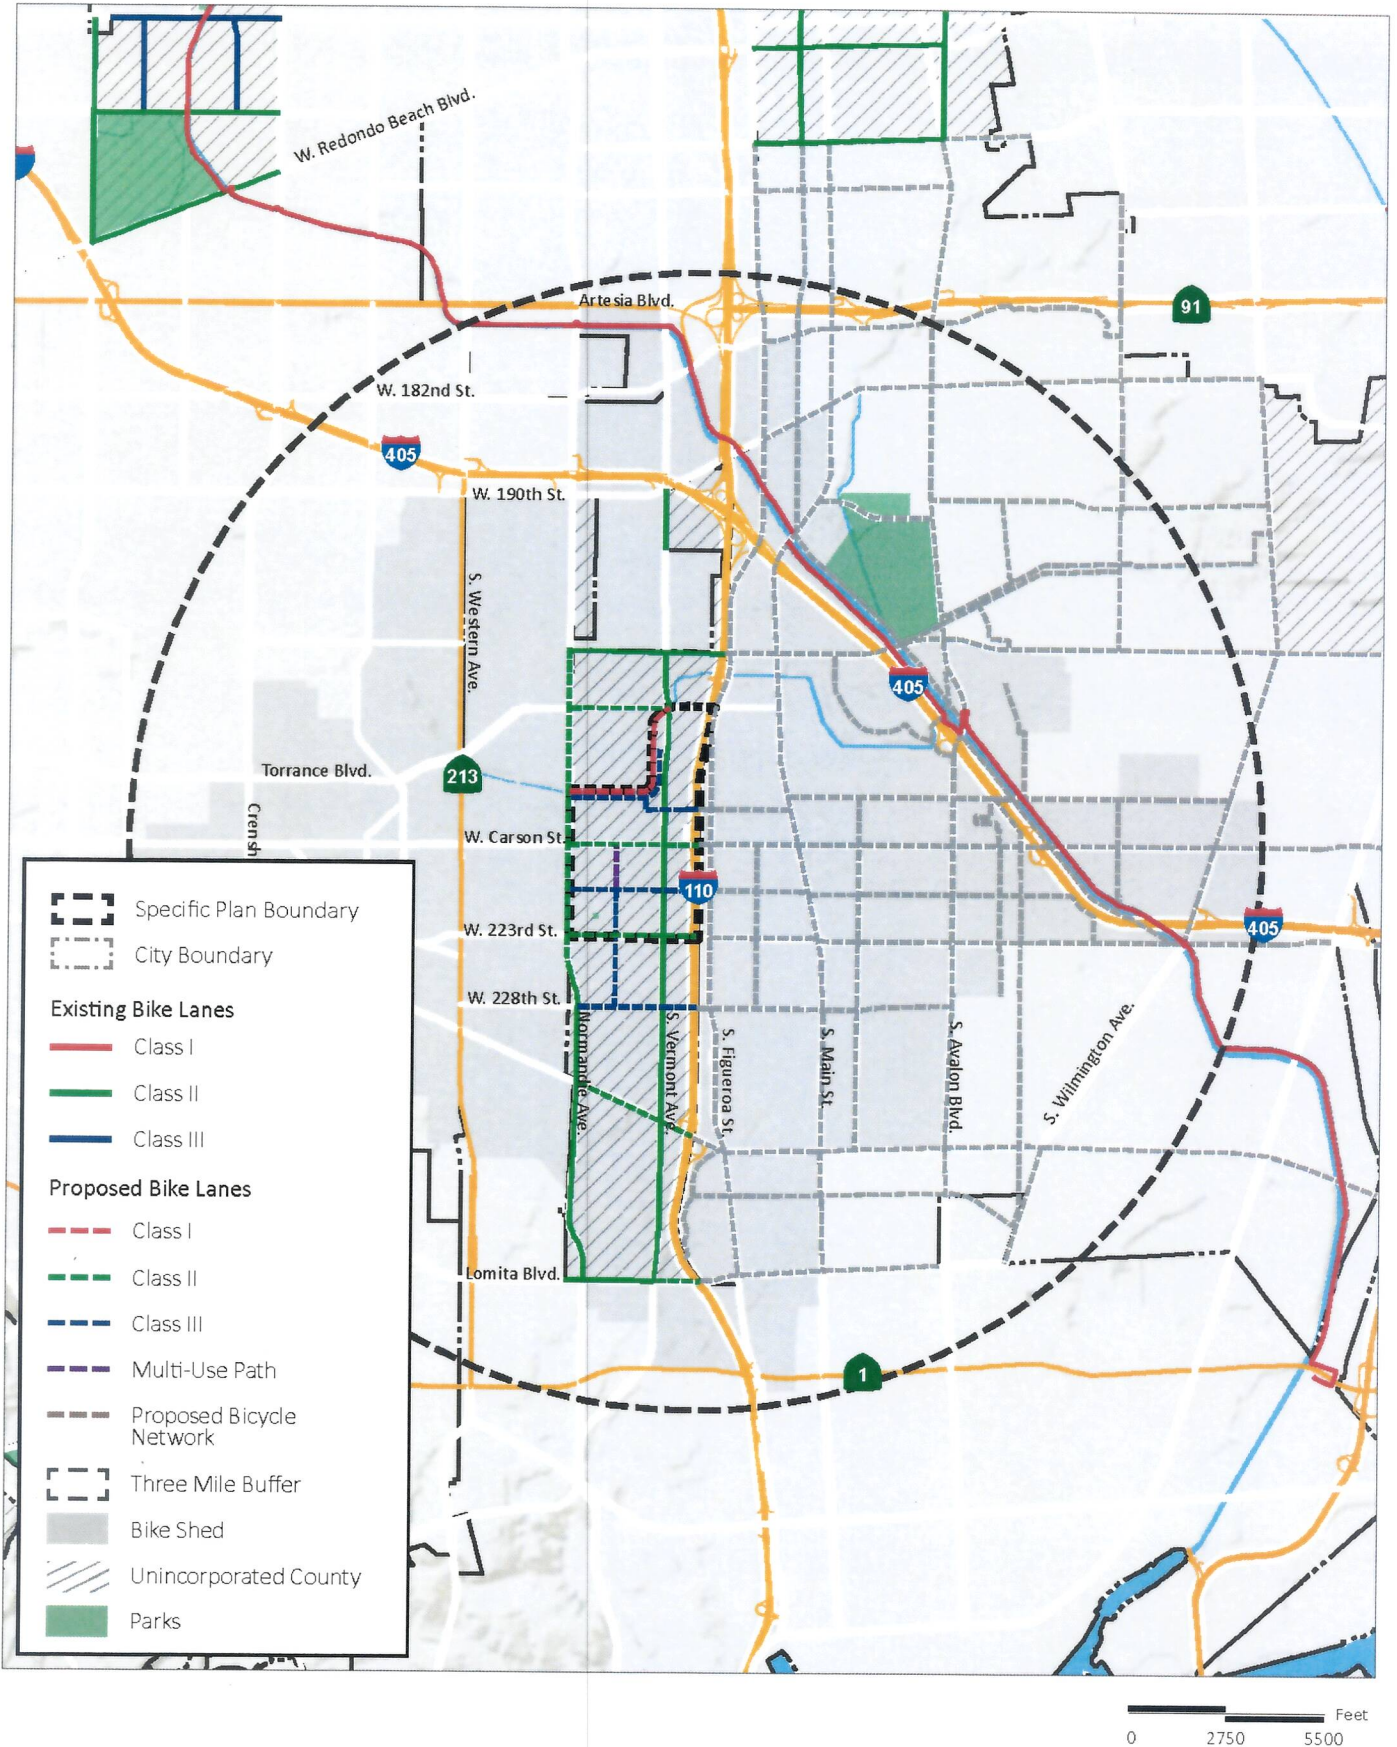 W. Redondo Beach Blvd.
Artesia Blvd.
91
W. 182nd St.
405
W. 190th St.
S. Western Ave.
405
Torrance Blvd.
213
Crensh
W. Carson St.
110
W. 223rd St.
405
W. 228th St.
Normandie Ave.
S. Vermont Ave.
S. Figueroa St.
S. Main St.
S. Avalon Blvd.
S. Wilmington Ave.
Lomita Blvd.
1
Specific Plan Boundary
City Boundary
Existing Bike Lanes
Class I
Class II
Class III
Proposed Bike Lanes
Class I
Class II
Class III
Multi-Use Path
Proposed Bicycle
Network
Three Mile Buffer
Bike Shed
Unincorporated County
Parks
Feet
0 2750 5500